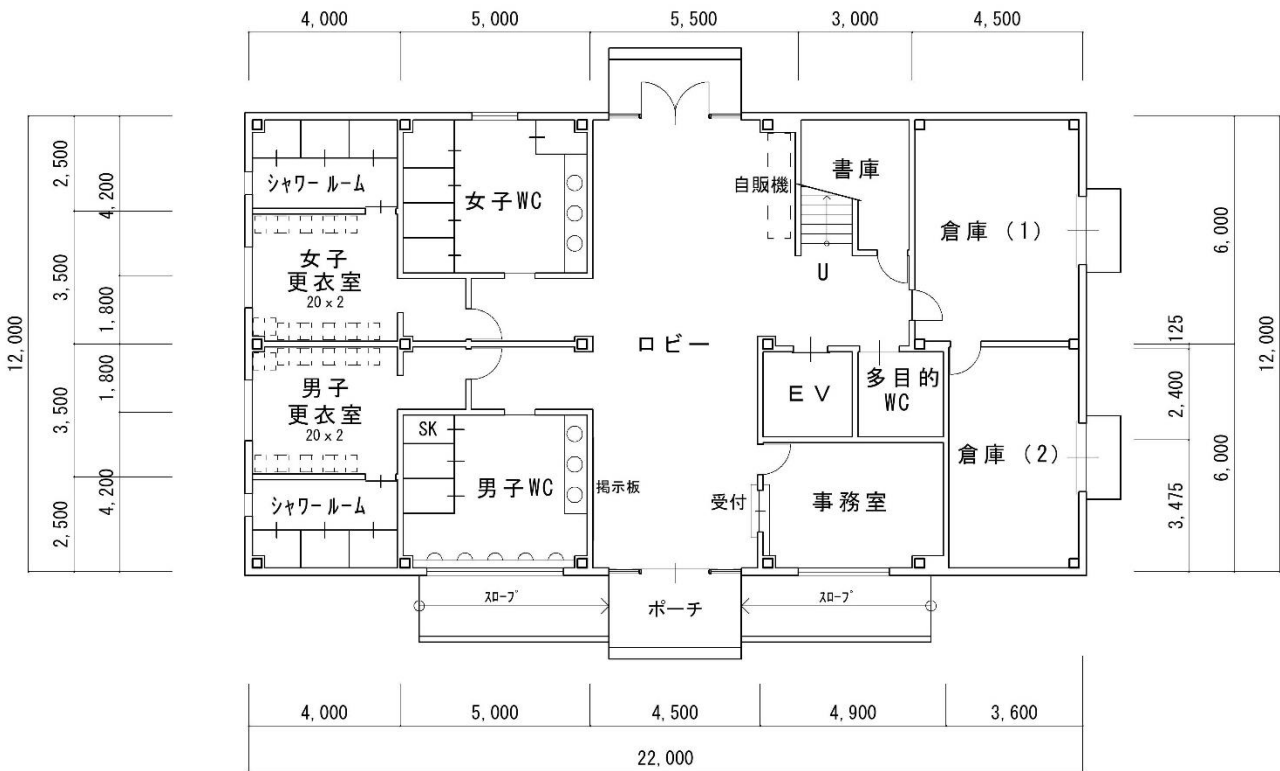 4,000
5,000
5,500
3,000
4,500
12,000
2,500
3,500
3,500
2,500
4,200
1,800
1,800
4,200
シャワールーム
女子WC
自販機
書庫
倉庫 (1)
女子
更衣室
20×2
U
ロビー
男子
更衣室
20×2
EV
多目的
WC
SK
倉庫 (2)
シャワールーム
男子WC
掲示板
受付
事務室
スロープ
ポーチ
スロープ
6,000
125
2,400
3,475
6,000
12,000
4,000
5,000
4,500
4,900
3,600
22,000